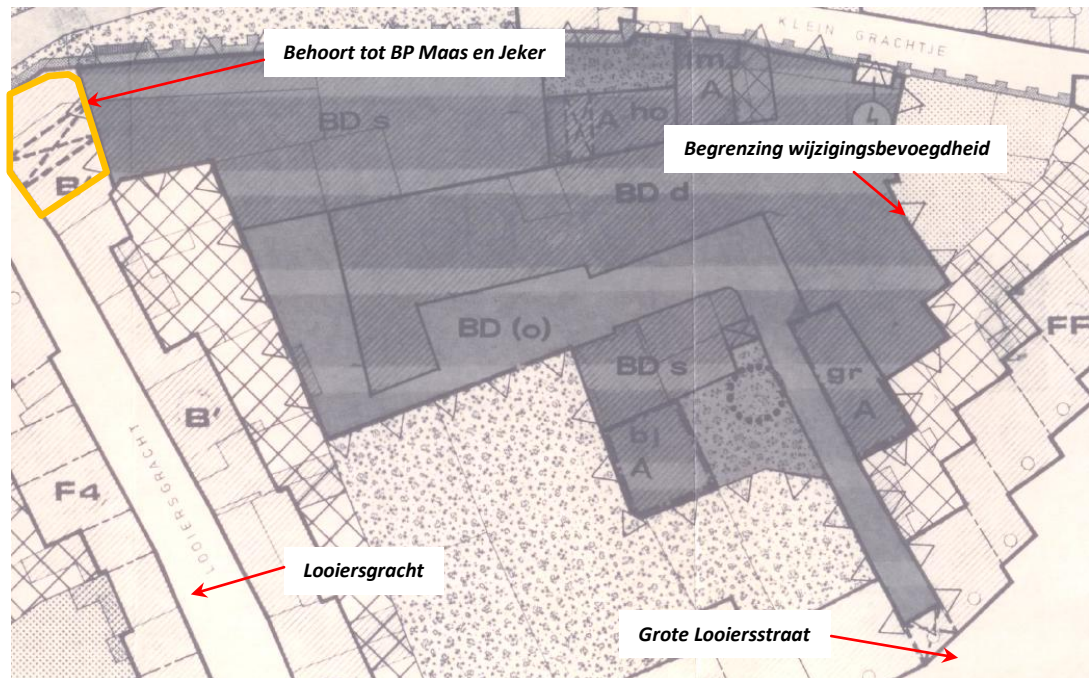 KLEIN GRACHTJE
Behoort tot BP Maas en Jeker
m.
A
BD s
A
ho
Begrenzing wijzigingsbevoegdheid
B'
BD d
BD (o)
FF
BD s
gr
A
B'
bj
A
F4
LOOIERSGRACHT
Looiersgracht
Grote Looiersstraat